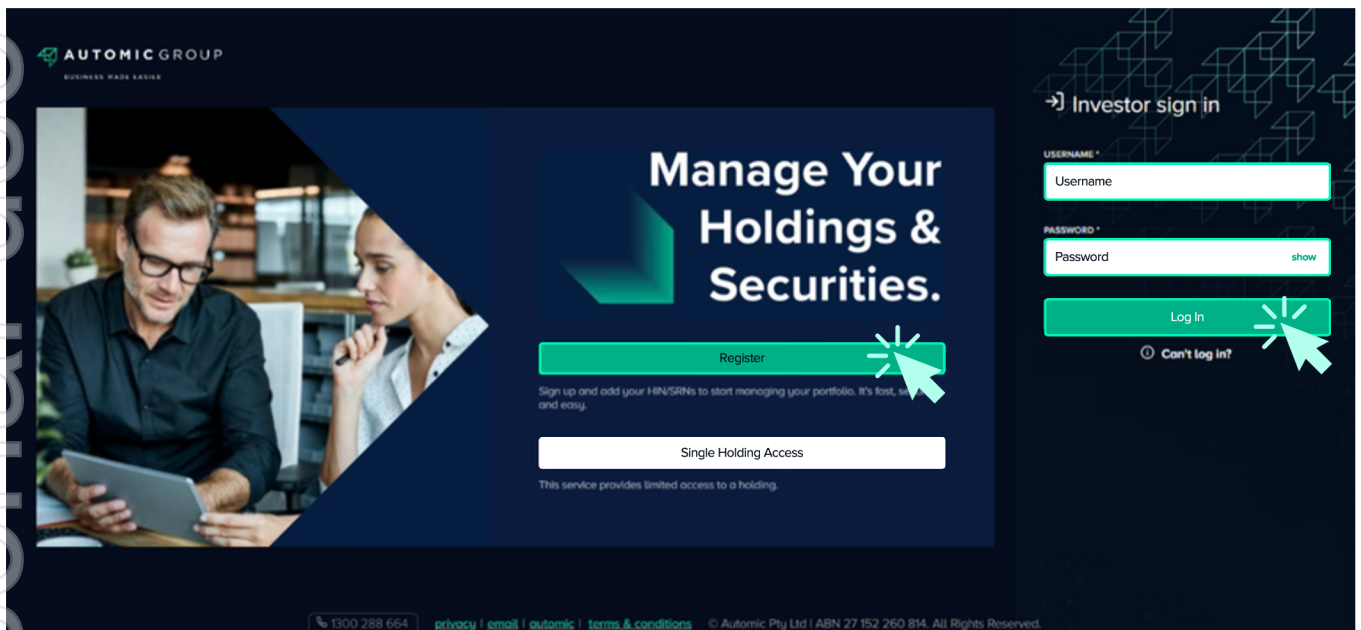 AUTOMIC GROUP
BUSINESS MADE EASIER
Manage Your
Holdings &
Securities.
Register
Sign up and add your HIN/SRNs to start managing your portfolio. It's fast,
and easy.
Single Holding Access
This service provides limited access to a holding.
Investor sign in
USERNAME *
Username
PASSWORD *
Password show
Log In
Can't log in?
1300 288 664 privacy | email | automic | terms & conditions © Automic Pty Ltd | ABN 27 152 260 814. All Rights Reserved.